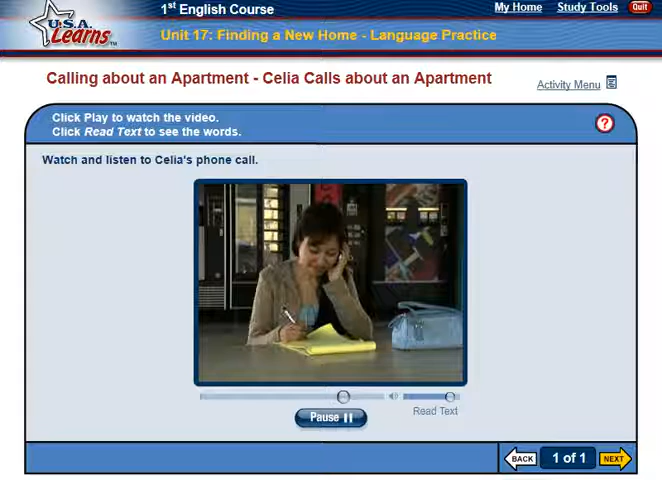 U.S.A.
Learns™
1st English Course
My Home
Study Tools
Quit
Unit 17: Finding a New Home - Language Practice
Calling about an Apartment - Celia Calls about an Apartment
Activity Menu
Click Play to watch the video.
Click Read Text to see the words.
?
Watch and listen to Celia's phone call.
Pause
Read Text
BACK
1 of 1
NEXT